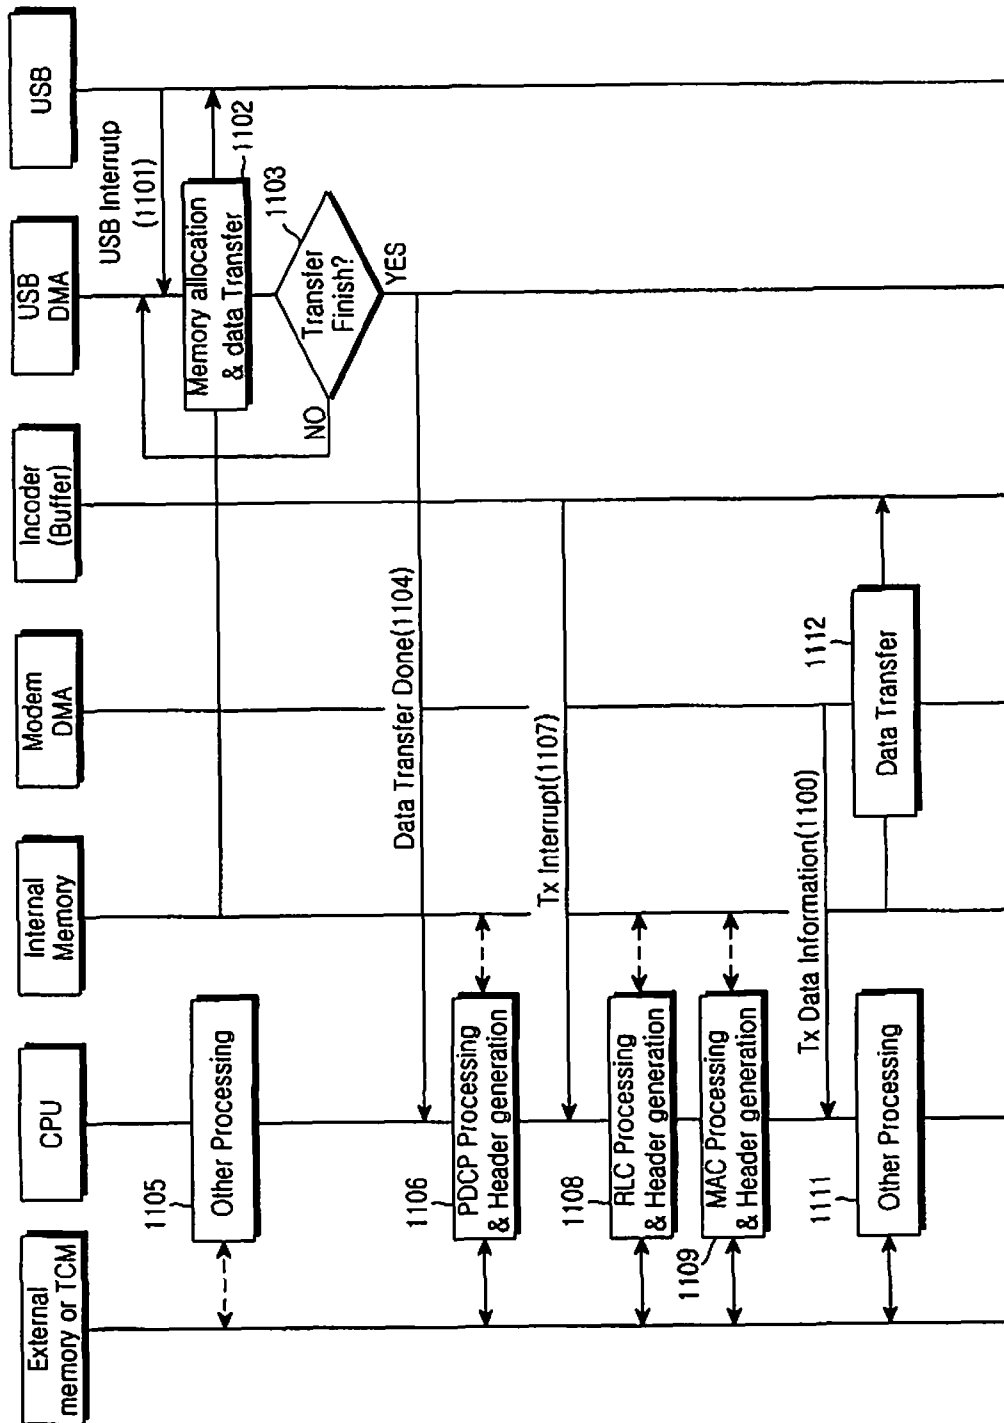 External
memory or TCM
CPU
Internal
Memory
Modem
DMA
Incoder
(Buffer)
USB
DMA
USB
USB Interrutp
(1101)
Memory allocation
& data Transfer
1102
Transfer
Finish?
1103
NO
YES
Data Transfer Done(1104)
1105
Other Processing
1106
PDCP Processing
& Header generation
Tx Interrupt(1107)
1108
RLC Processing
& Header generation
1109
MAC Processing
& Header generation
Tx Data Information(1100)
1111
Other Processing
1112
Data Transfer